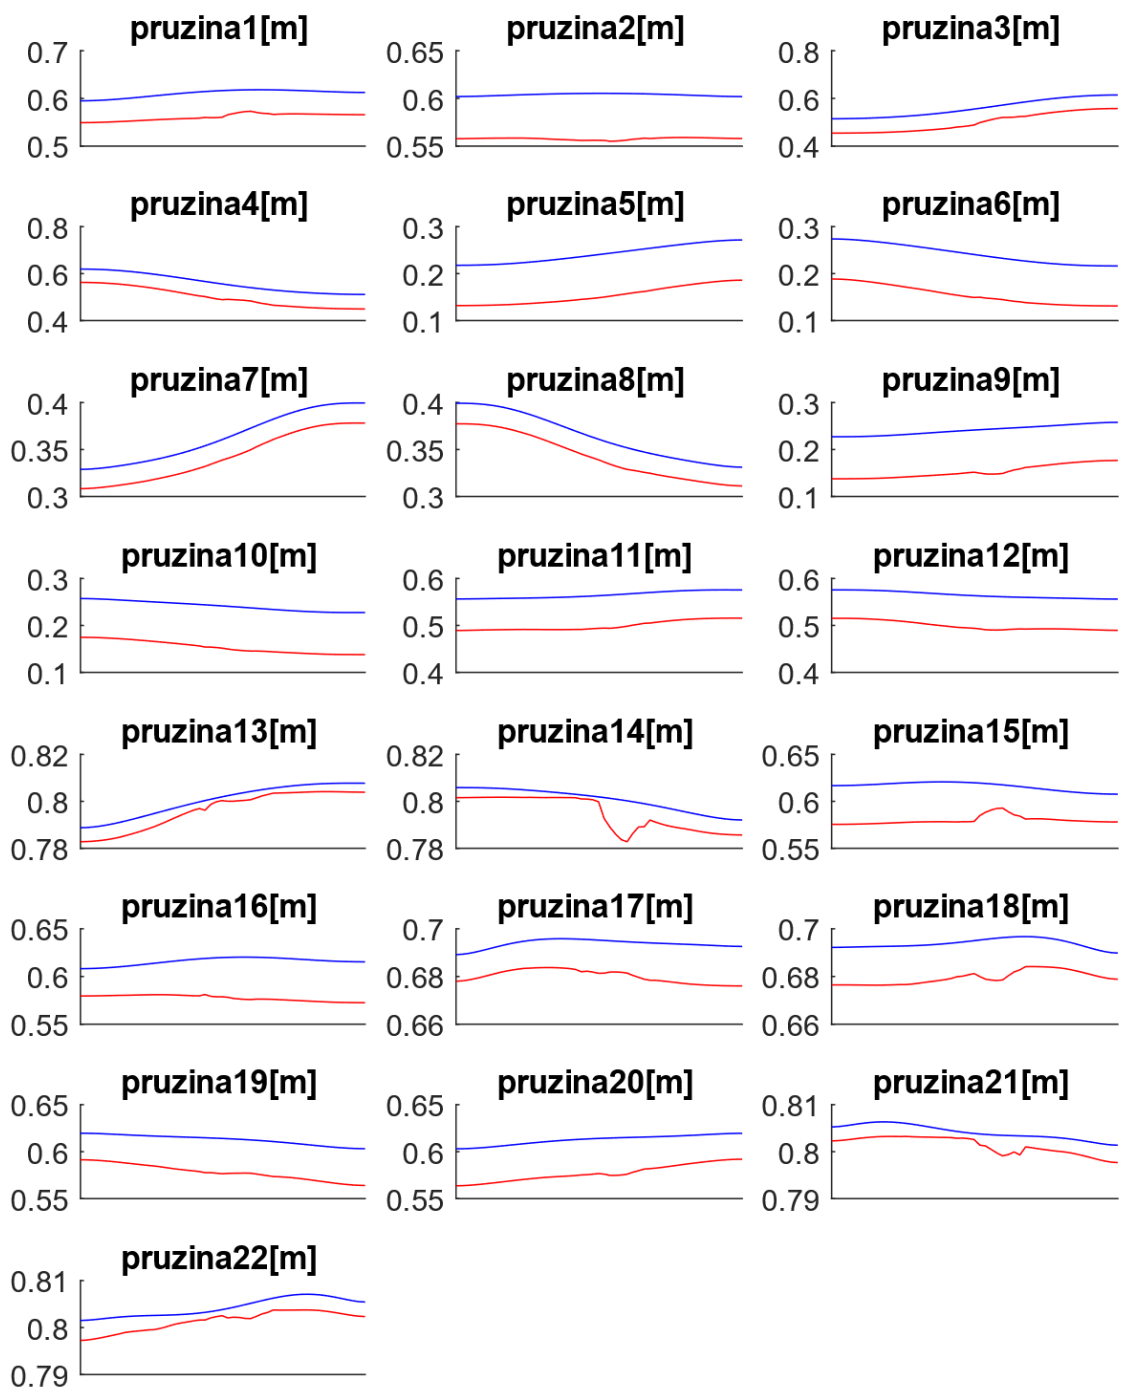 pruzina1[m] pruzina2[m] pruzina3[m]
0.7 0.65 0.8
0.6 0.6 0.6
0.5 0.55 0.4
pruzina4[m] pruzina5[m] pruzina6[m]
0.8 0.3 0.3
0.6 0.2 0.2
0.4 0.1 0.1
pruzina7[m] pruzina8[m] pruzina9[m]
0.4 0.4 0.3
0.35 0.35 0.2
0.3 0.3 0.1
pruzina10[m] pruzina11[m] pruzina12[m]
0.3 0.6 0.6
0.2 0.5 0.5
0.1 0.4 0.4
pruzina13[m] pruzina14[m] pruzina15[m]
0.82 0.82 0.65
0.8 0.8 0.6
0.78 0.78 0.55
pruzina16[m] pruzina17[m] pruzina18[m]
0.65 0.7 0.7
0.6 0.68 0.68
0.55 0.66 0.66
pruzina19[m] pruzina20[m] pruzina21[m]
0.65 0.65 0.81
0.6 0.6 0.8
0.55 0.55 0.79
pruzina22[m]
0.81
0.8
0.79